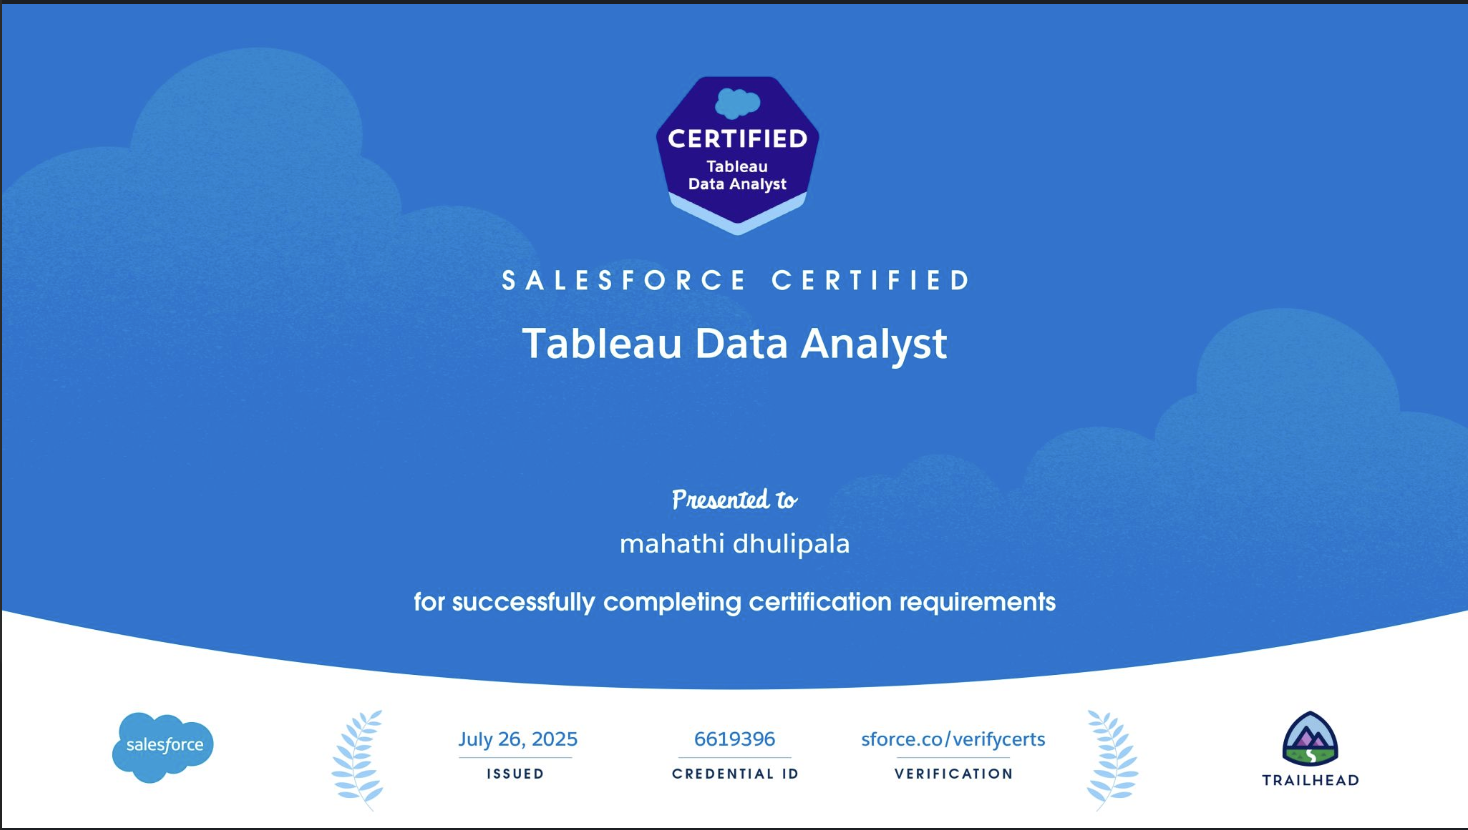 CERTIFIED
Tableau
Data Analyst
SALESFORCE CERTIFIED
Tableau Data Analyst
Presented to
mahathi dhulipala
for successfully completing certification requirements
salesforce
July 26, 2025
ISSUED
6619396
CREDENTIAL ID
sforce.co/verifycerts
VERIFICATION
TRAILHEAD